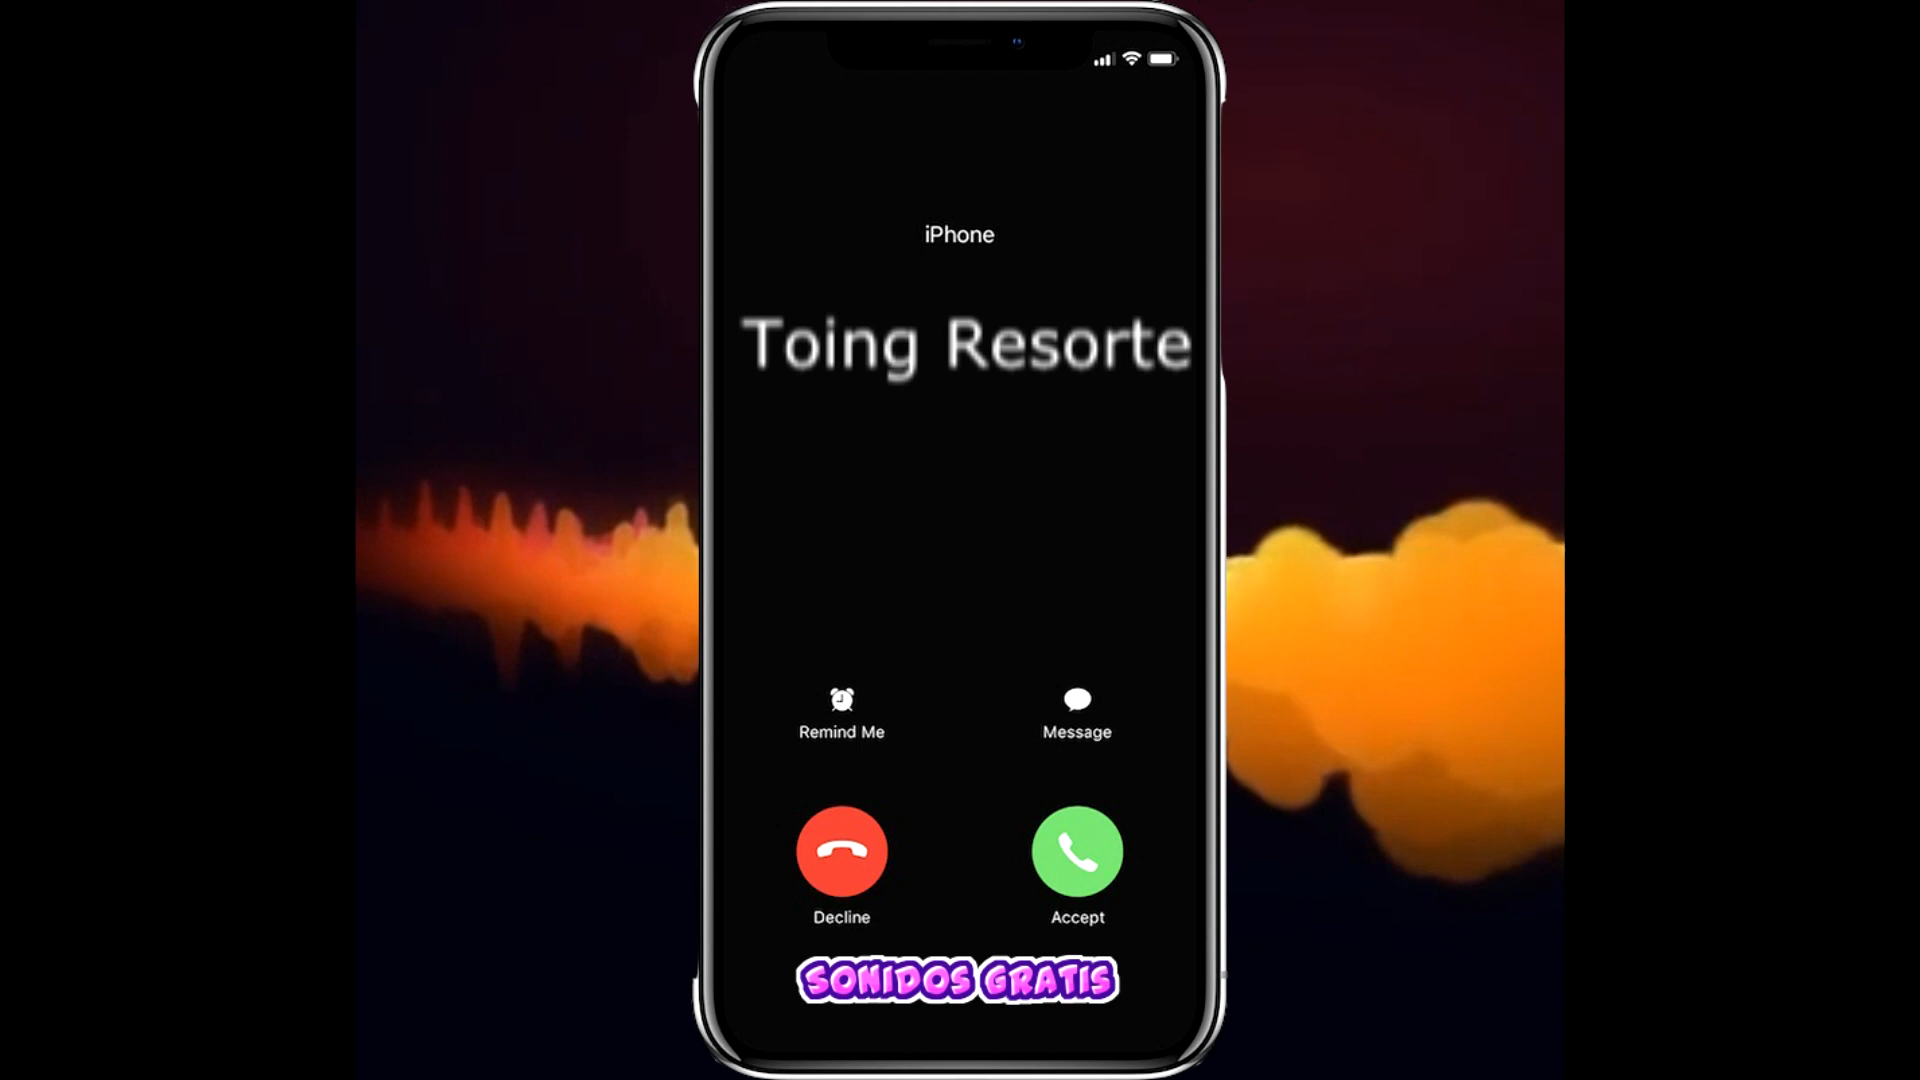 iPhone
Toing Resorte
Remind Me
Message
Decline
Accept
SONIDOS GRATIS